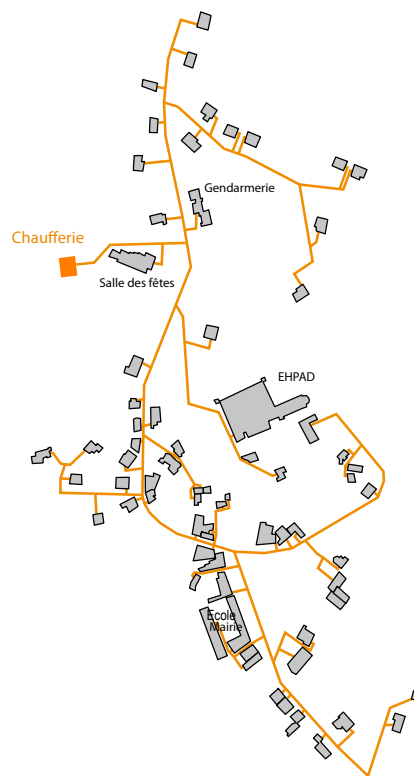 Gendarmerie
Chaufferie
Salle des fêtes
EHPAD
Ecole
Mairie